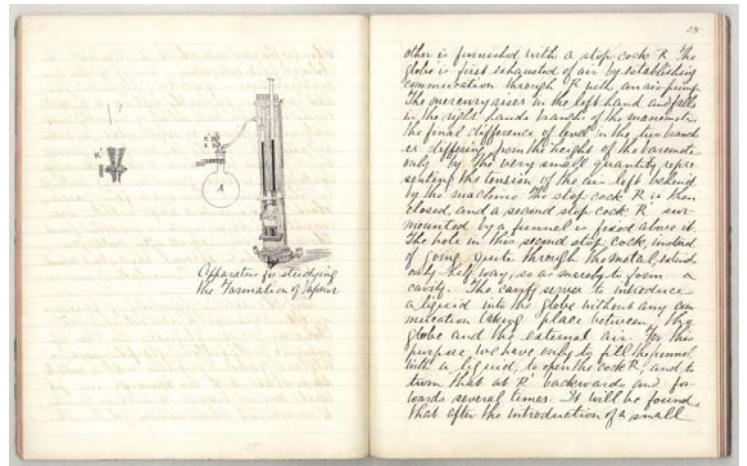 A
Apparatus for studying
the Formation of Vapour
other is furnished with a stop cock R The
globe is first exhausted of air by establishing
communication through R with an air pump
The mercury rises in the left hand and falls
in the right hand branch of the manometer
the final difference of level in the two branch
es differing from the height of the baromete
only by the very small quantity repre
senting the tension of the air left behind
by the machine. The stop cock R is then
closed, and a second stop cock R' sur
mounted by a funnel is fixed above it
The hole in this second stop cock, instead
of going quite through the metal, extends
only half way, so as merely to form a
cavity. The cavity serves to introduce
a liquid into the globe without any com
mucation taking place between the
globe and the external air. For this
purpose we have only to fill the funnel
with a liquid, to open the cock R, and to
turn that at R' backwards and for
wards several times. It will be found
that after the introduction of a small